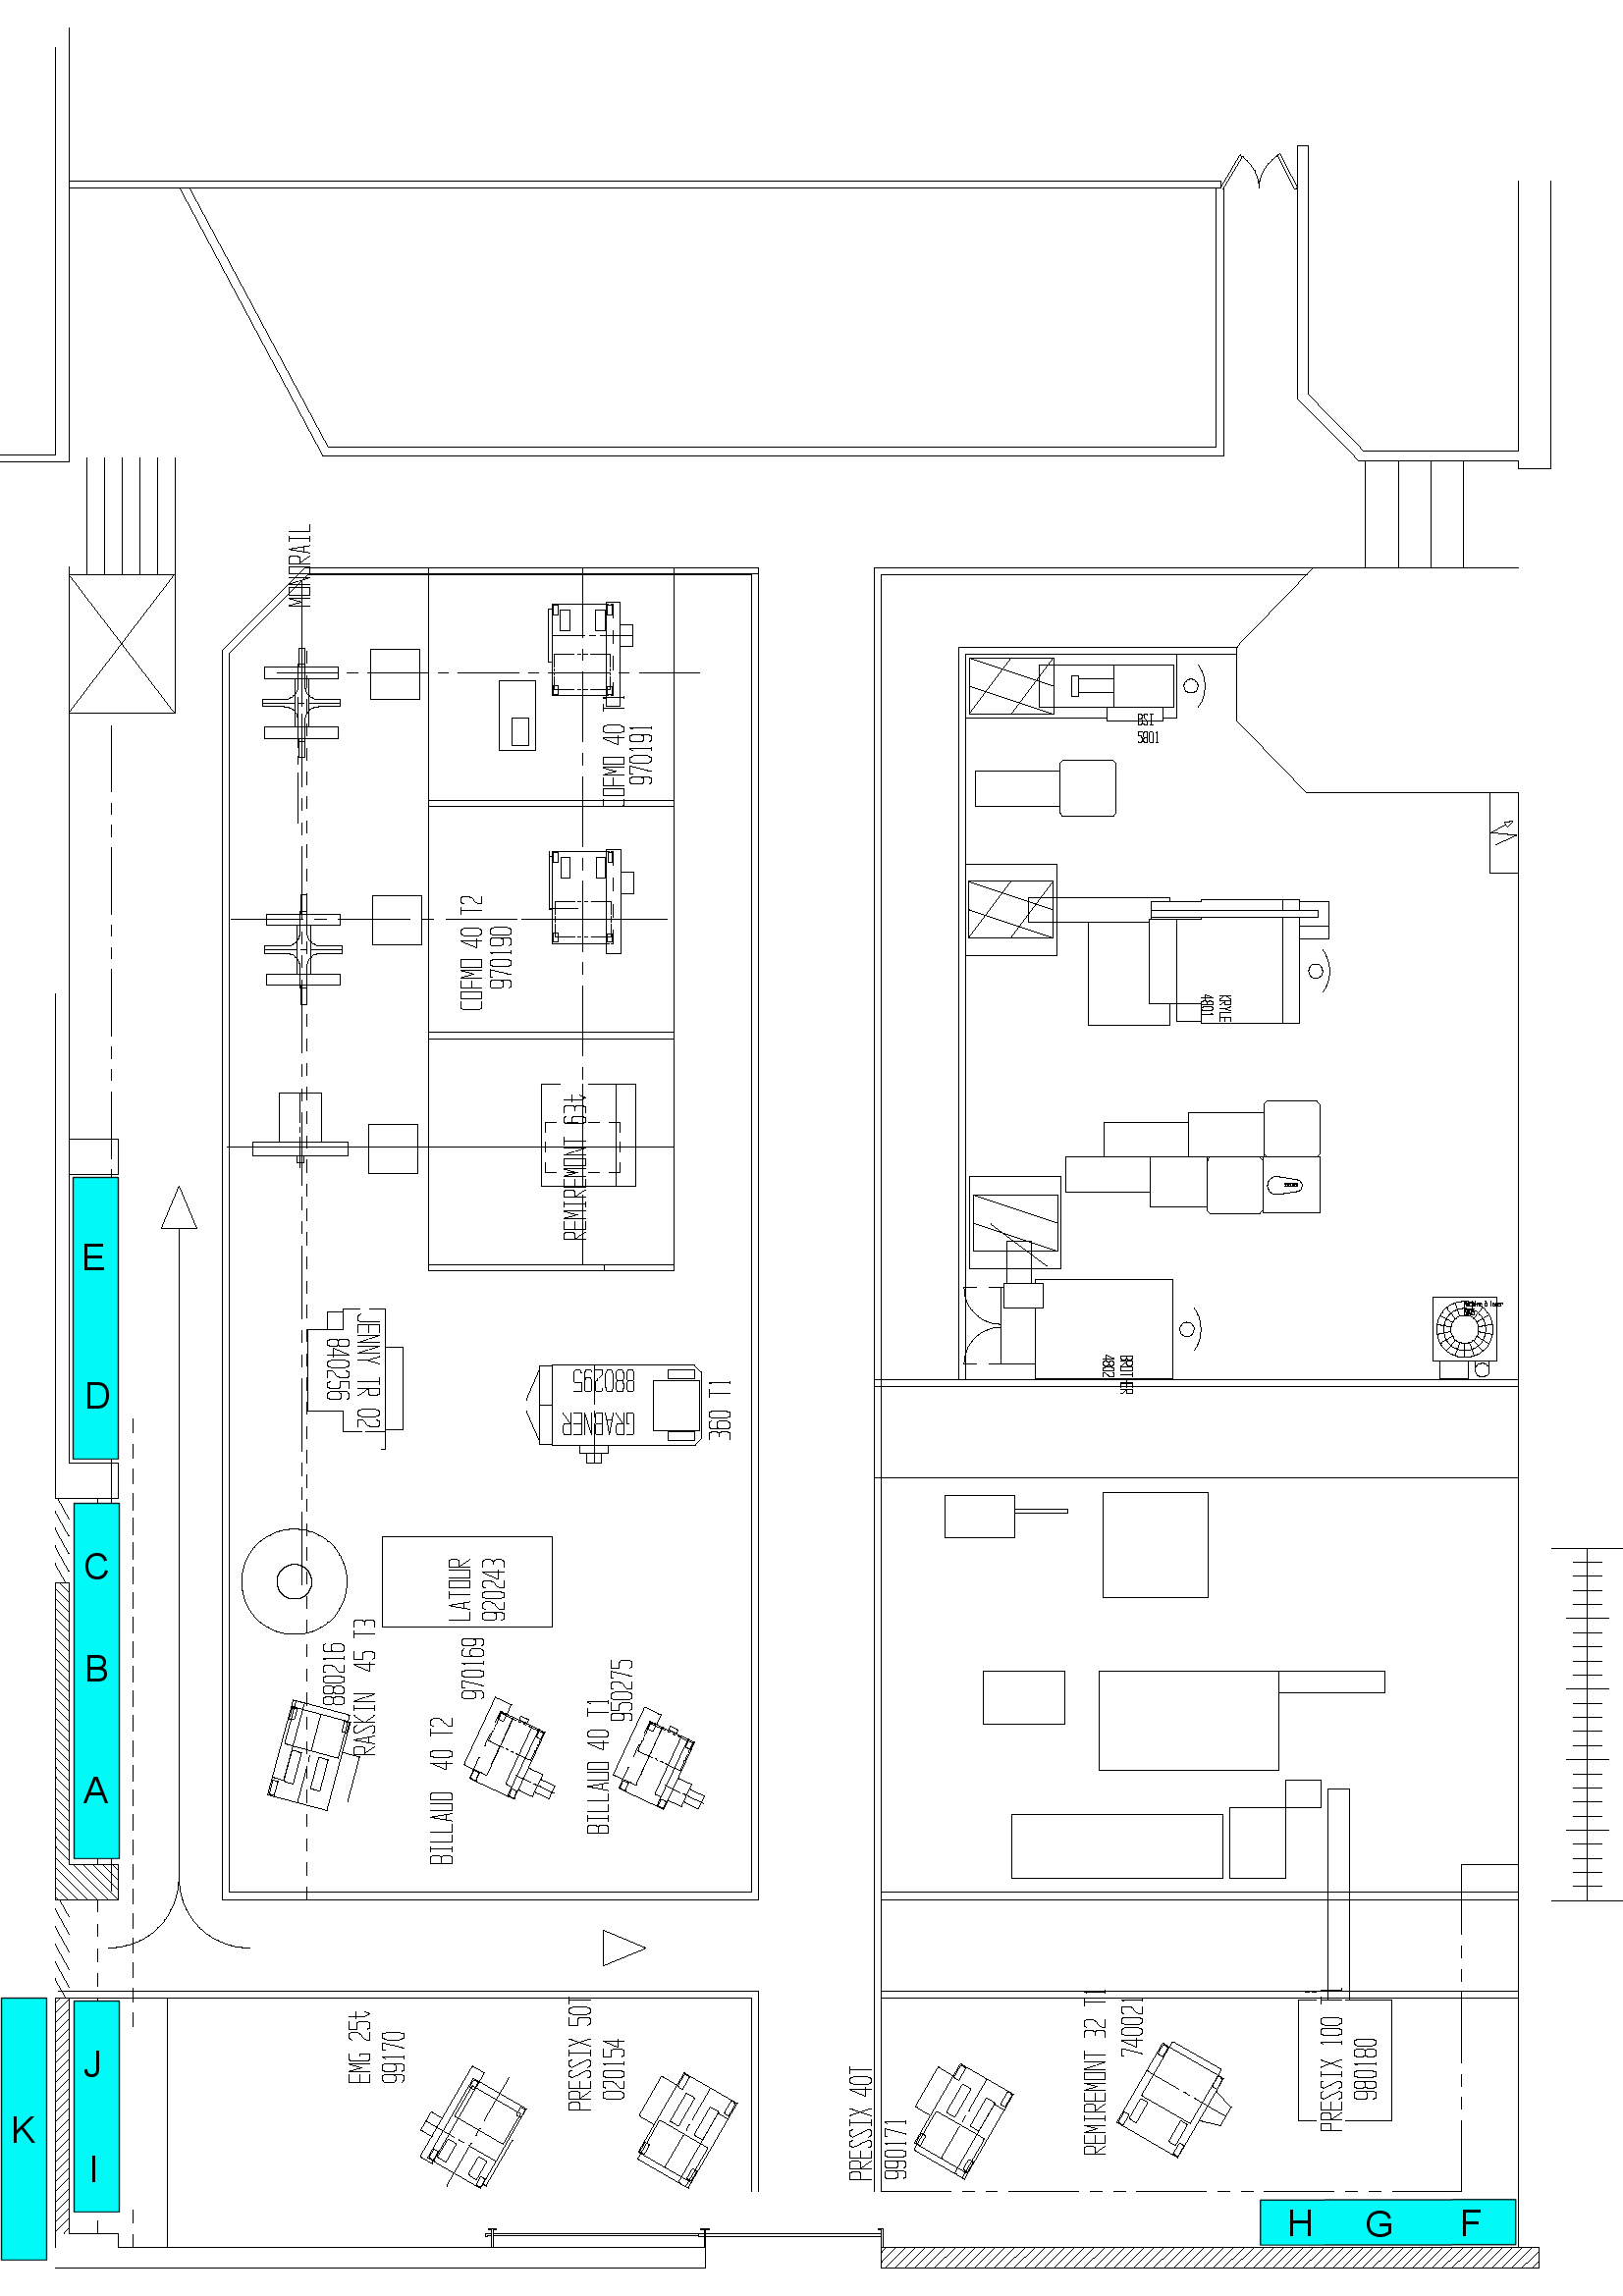 MONORAIL
COFMO 40 T1
970191
BSI
5801
COFMO 40 T2
970190
KRYLE
4801
REMIREMONT 63t
E
D
JENNY TR 02
840256
880295
GRABNER
360 T1
BROTHER
4802
C
B
A
LATOUR
920243
880216
RASKIN 45 T3
970169
BILLAUD 40 T2
950275
BILLAUD 40 T1
EMG 25t
99170
PRESSIX 50T
020154
PRESSIX 40T
990171
REMIREMONT 32 T1
740021
PRESSIX 100 T
980180
J
I
K
H G F